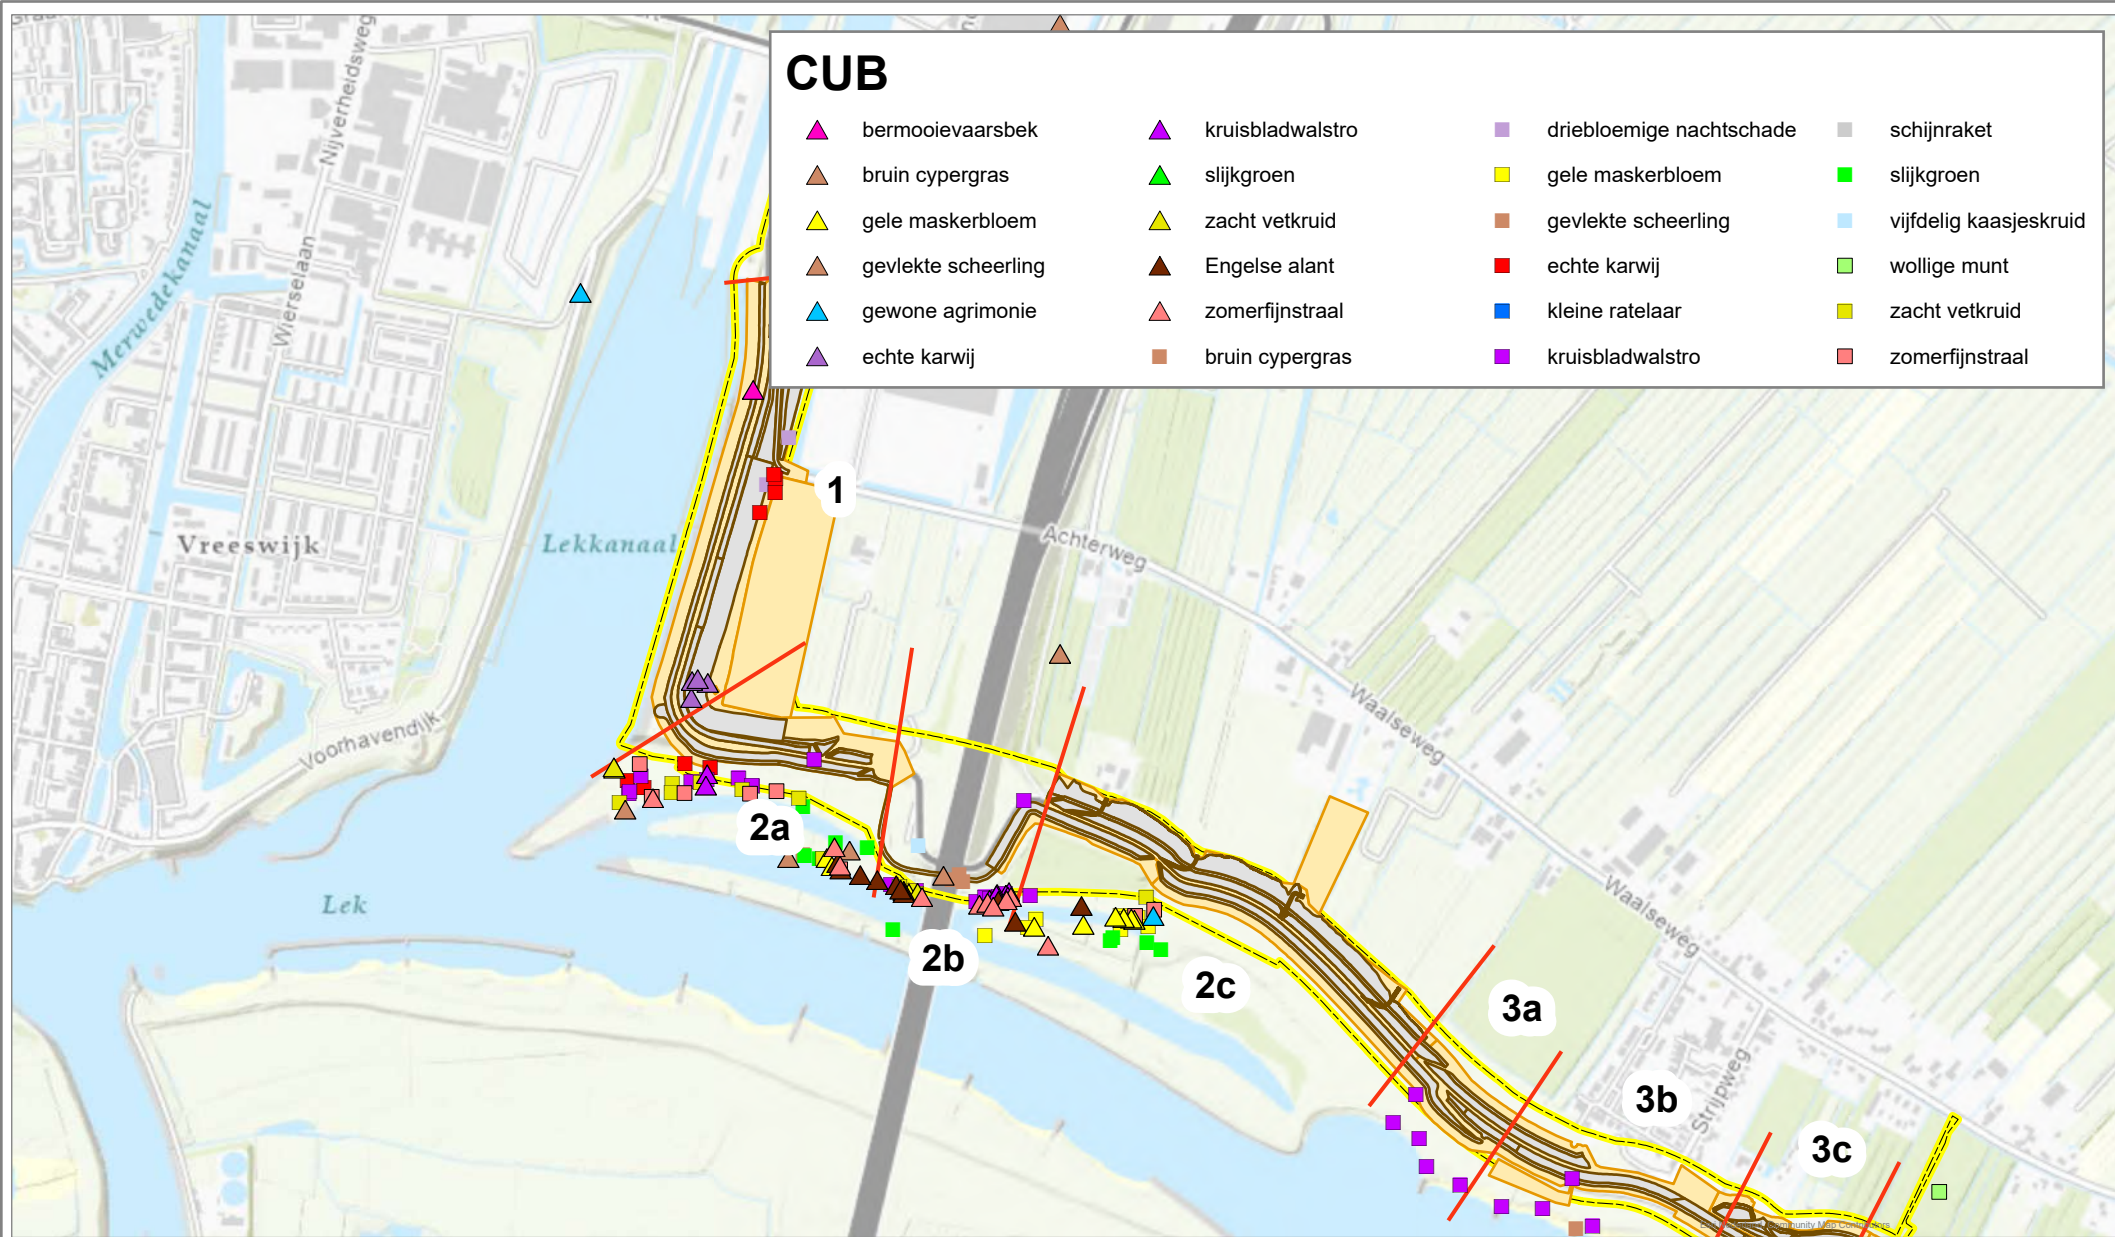 CUB
bermooievaarsbek
bruin cypergras
gele maskerbloem
gevlekte scheerling
gewone agrimonie
echte karwij
kruisbladwalstro
slijkgroen
zacht vetkruid
Engelse alant
zomerfijnstraal
bruin cypergras
driebloemige nachtschade
gele maskerbloem
gevlekte scheerling
echte karwij
kleine ratelaar
kruisbladwalstro
schijnraket
slijkgroen
vijfdelig kaasjeskruid
wollige munt
zacht vetkruid
zomerfijnstraal
Nijverheidsweg
Merwedekanaal
Wierselaan
Vreeswijk
Lekkanaal
Voorhavendijk
Lek
Achterweg
Waalseweg
Waalseweg
Strijpweg
1
2a
2b
2c
3a
3b
3c
Community Map Contributors